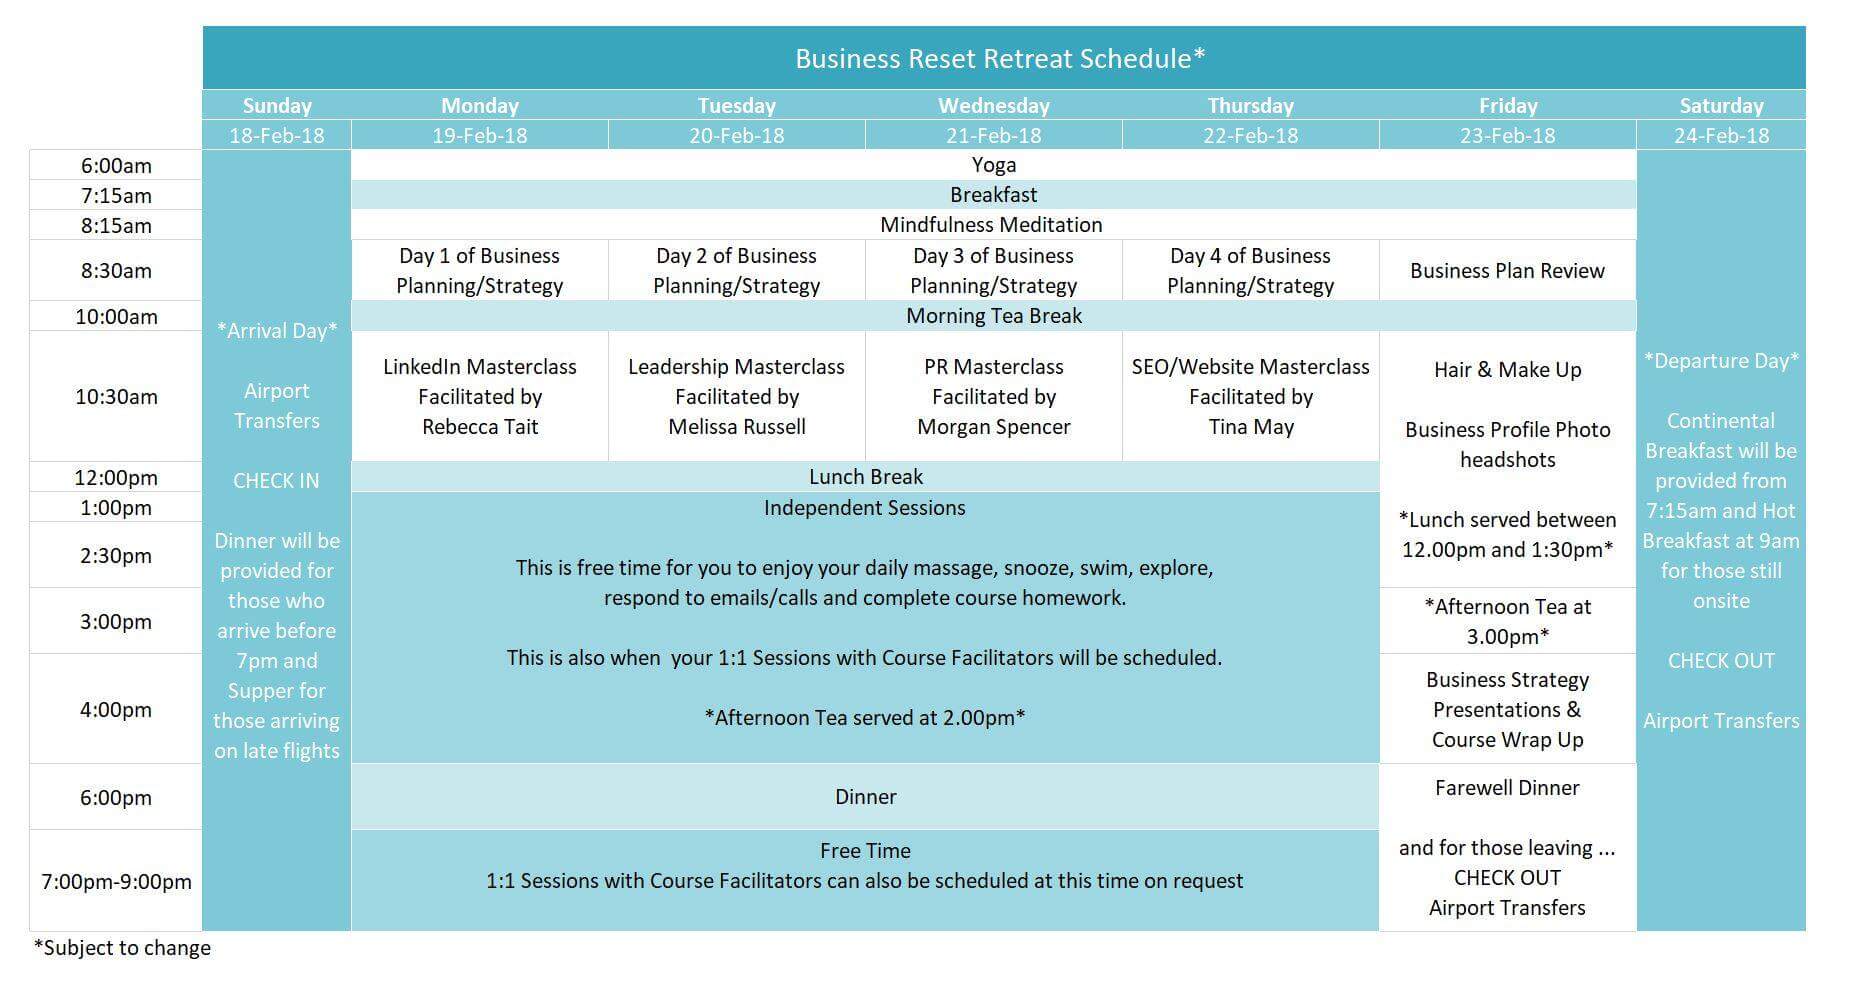 Business Reset Retreat Schedule*
Sunday Monday Tuesday Wednesday Thursday Friday Saturday
18-Feb-18 19-Feb-18 20-Feb-18 21-Feb-18 22-Feb-18 23-Feb-18 24-Feb-18
6:00am
Yoga
7:15am
Breakfast
8:15am
Mindfulness Meditation
8:30am
Day 1 of Business
Planning/Strategy
Day 2 of Business
Planning/Strategy
Day 3 of Business
Planning/Strategy
Day 4 of Business
Planning/Strategy
Business Plan Review
10:00am
Morning Tea Break
*Arrival Day*
Airport
Transfers
CHECK IN
Dinner will be
provided for
those who
arrive before
7pm and
Supper for
those arriving
on late flights
10:30am
LinkedIn Masterclass
Facilitated by
Rebecca Tait
Leadership Masterclass
Facilitated by
Melissa Russell
PR Masterclass
Facilitated by
Morgan Spencer
SEO/Website Masterclass
Facilitated by
Tina May
Hair & Make Up
Business Profile Photo
headshots
*Lunch served between
12.00pm and 1:30pm*
*Departure Day*
Continental
Breakfast will be
provided from
7:15am and Hot
Breakfast at 9am
for those still
onsite
CHECK OUT
Airport Transfers
12:00pm
Lunch Break
1:00pm
Independent Sessions
2:30pm
This is free time for you to enjoy your daily massage, snooze, swim, explore,
respond to emails/calls and complete course homework.
3:00pm
*Afternoon Tea at
3.00pm*
This is also when  your 1:1 Sessions with Course Facilitators will be scheduled.
4:00pm
*Afternoon Tea served at 2.00pm*
Business Strategy
Presentations &
Course Wrap Up
6:00pm
Dinner
Farewell Dinner
and for those leaving ...
CHECK OUT
Airport Transfers
7:00pm-9:00pm
Free Time
1:1 Sessions with Course Facilitators can also be scheduled at this time on request
*Subject to change